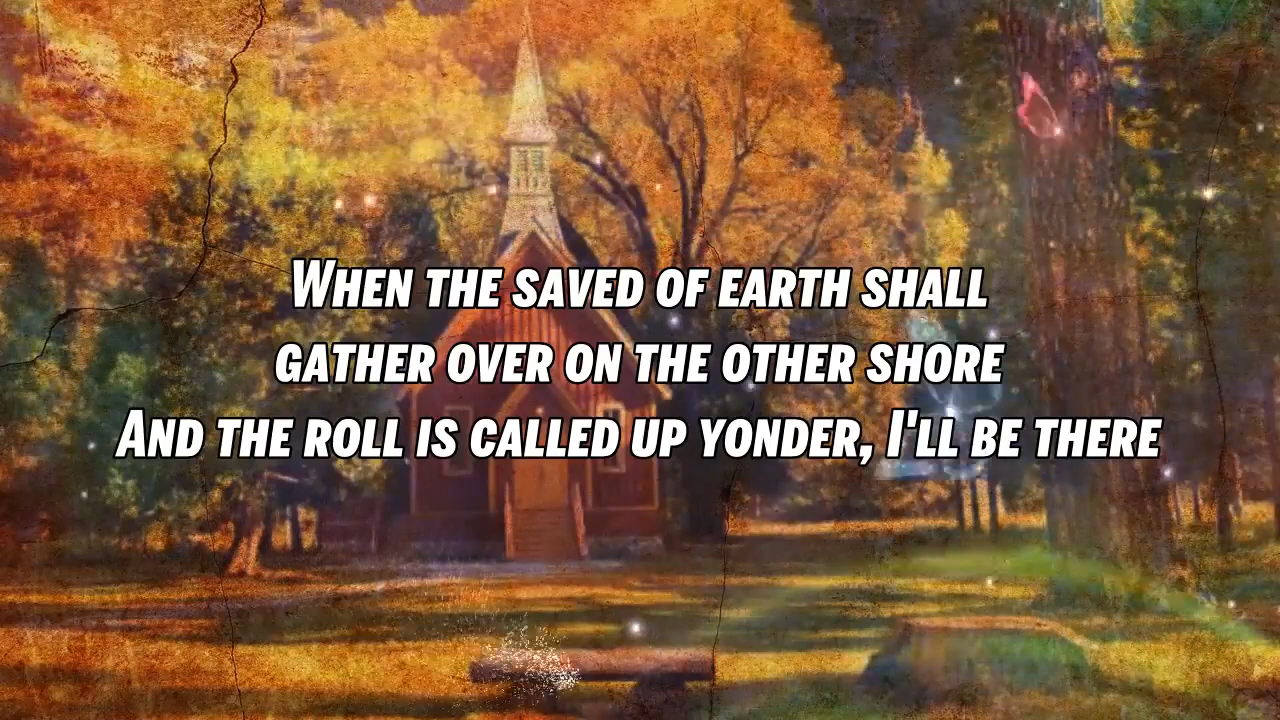 When the saved of earth shall
gather over on the other shore
And the roll is called up yonder, I'll be there